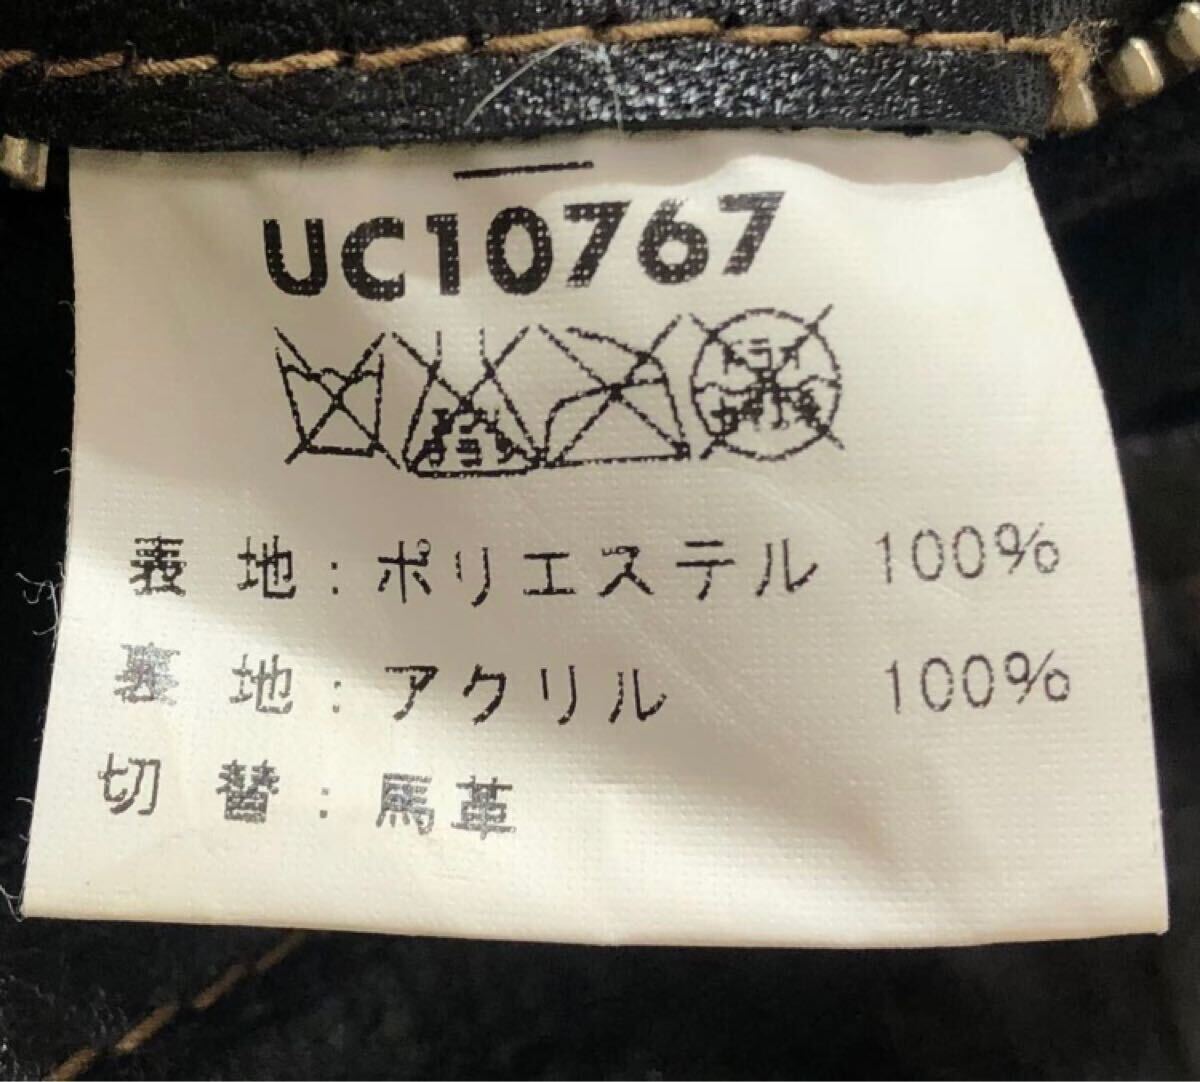 UC10767
表 地 : ポリエステル 100%
裏 地 : アクリル 100%
切 替 : 馬革